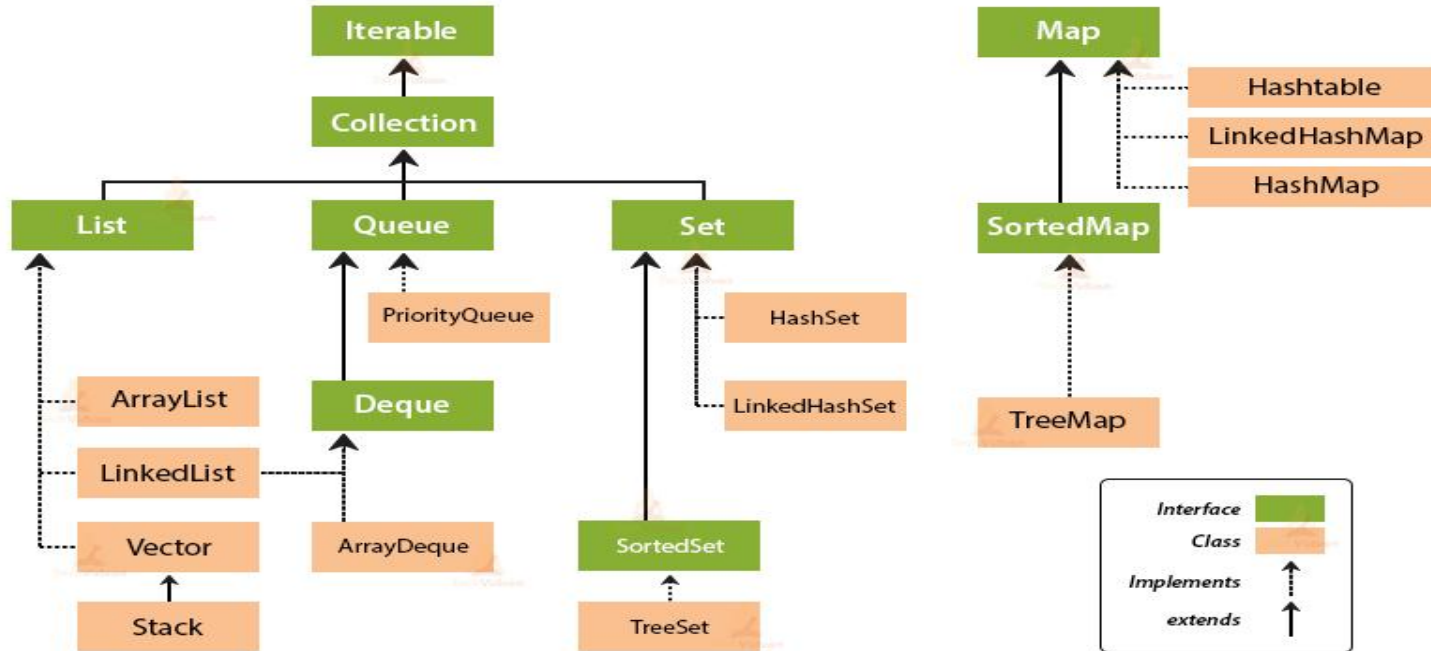 Iterable
Map
Hashtable
Collection
LinkedHashMap
HashMap
List
Queue
Set
SortedMap
PriorityQueue
HashSet
ArrayList
Deque
LinkedHashSet
TreeMap
LinkedList
Interface
Vector
ArrayDeque
SortedSet
Class
Implements
Stack
TreeSet
extends